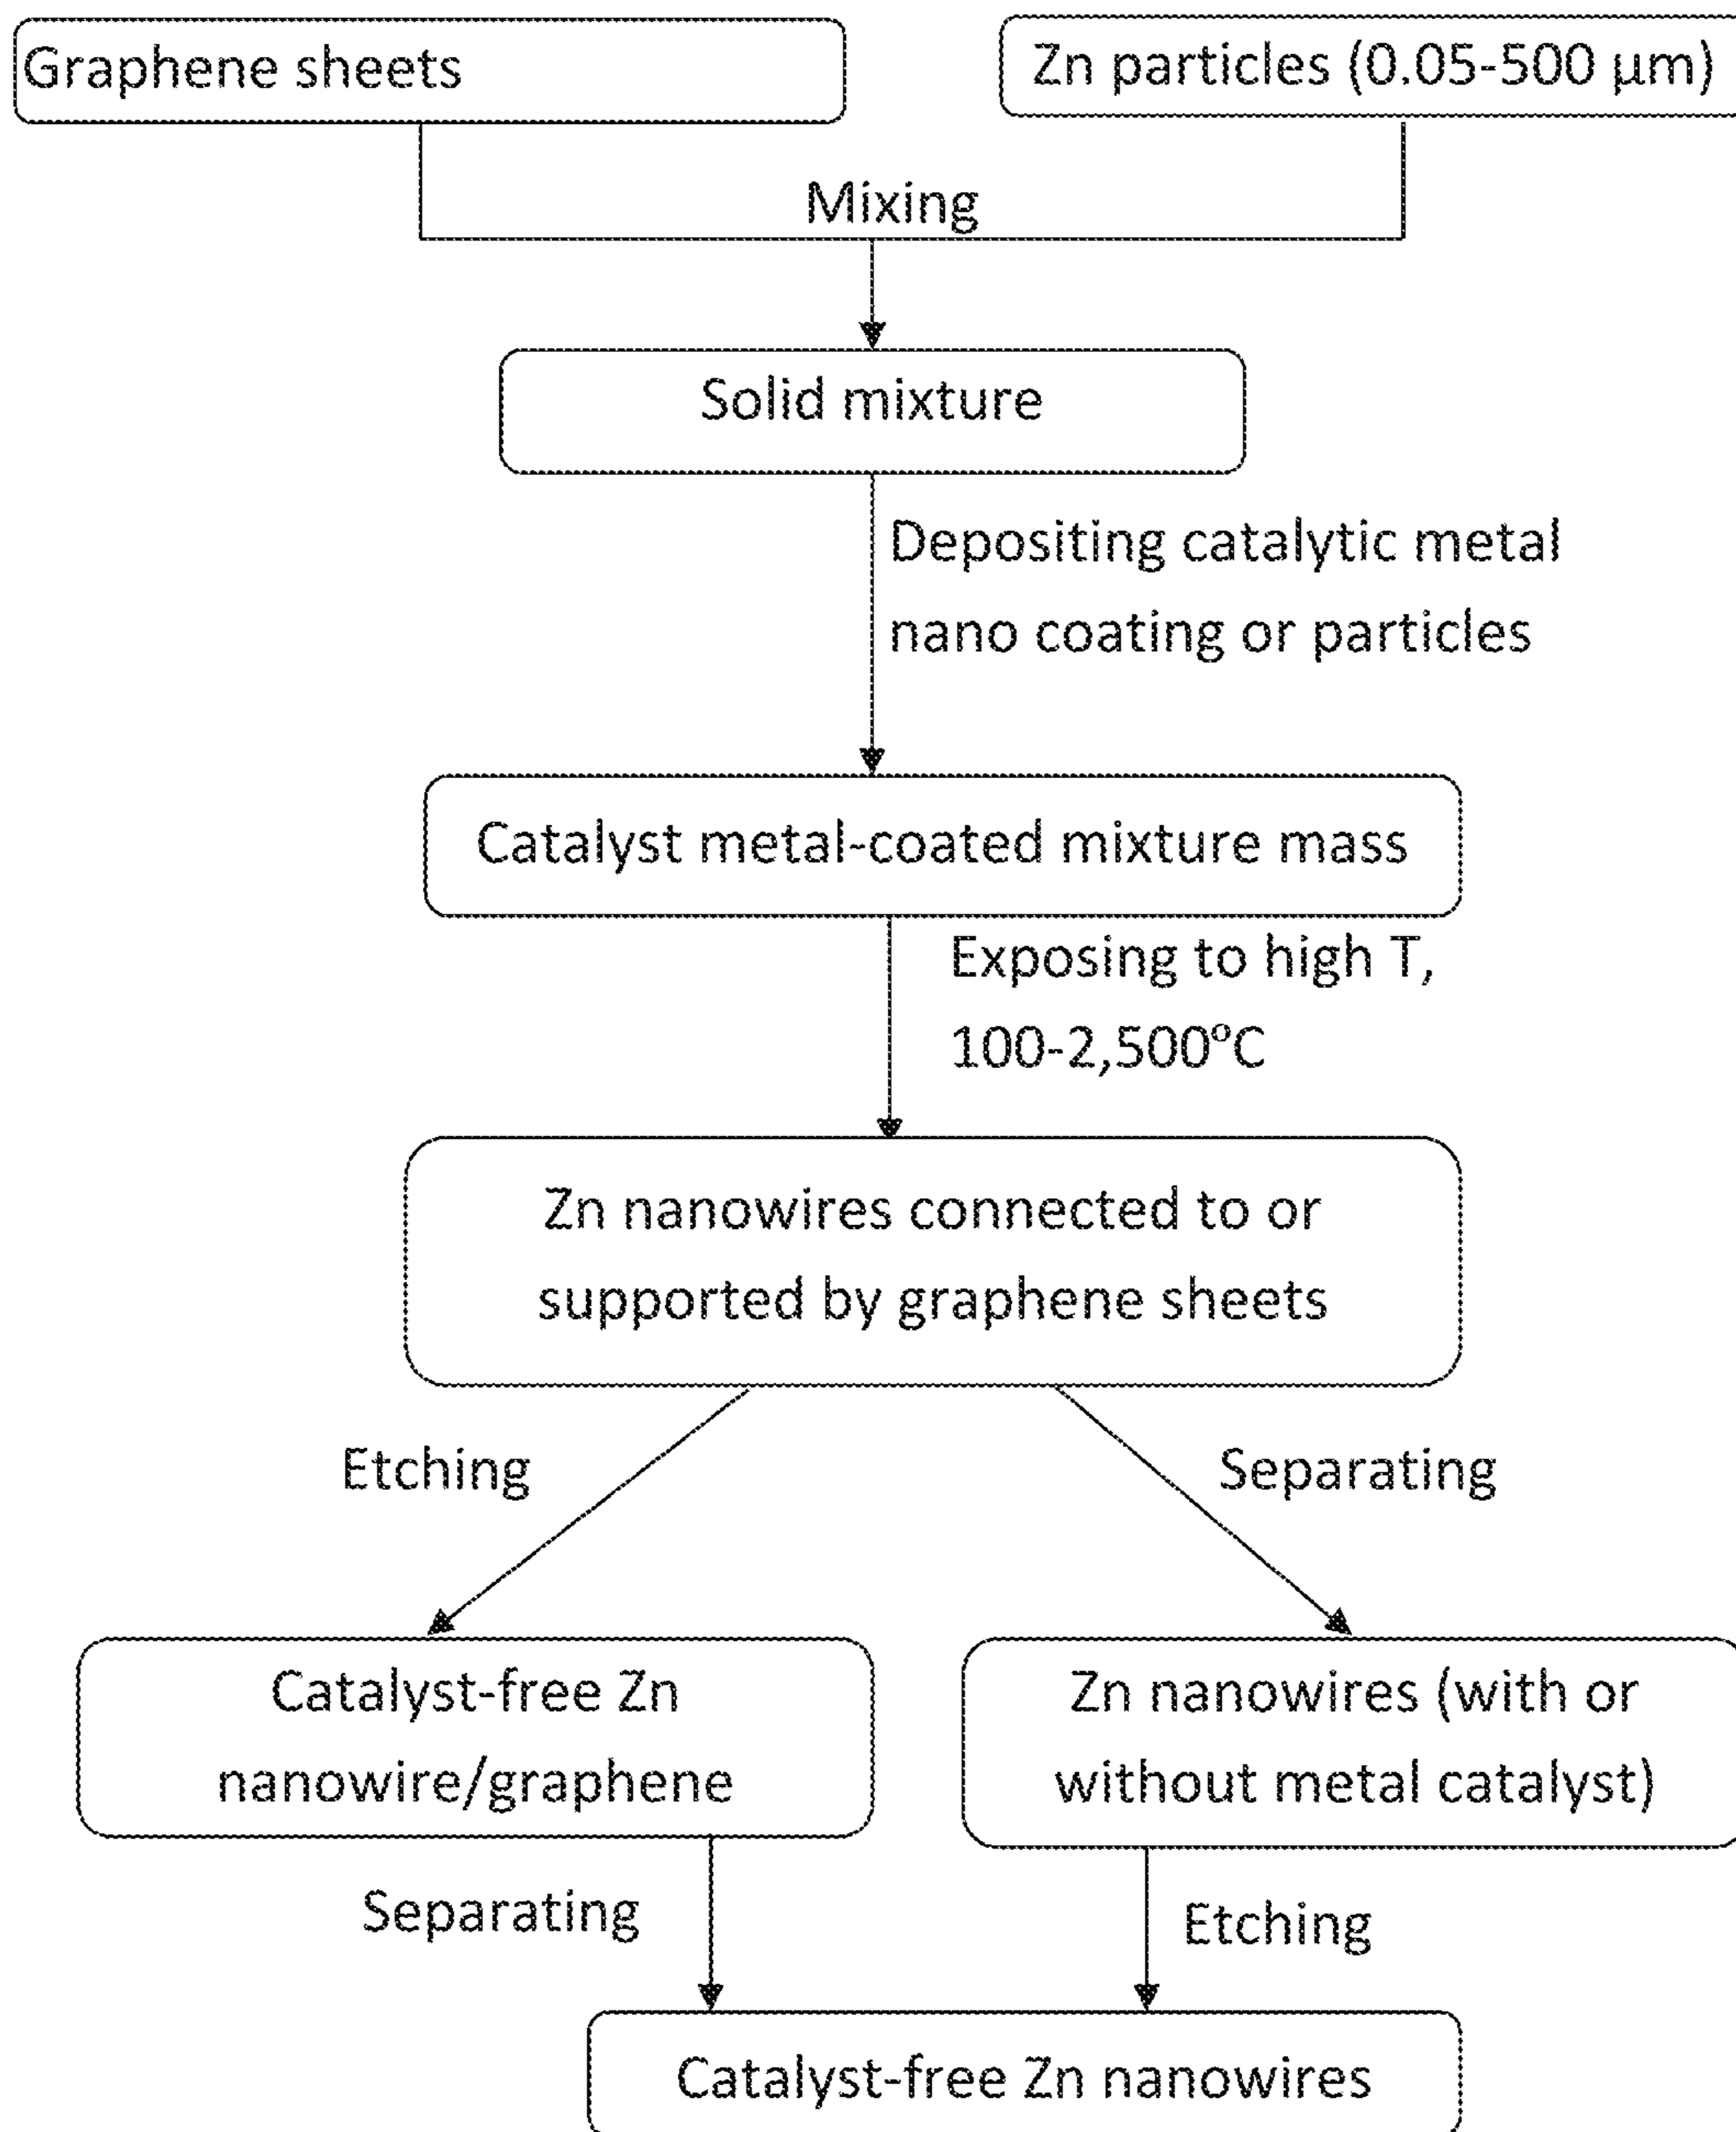 Graphene sheets
Zn particles (0.05-500 µm)
Mixing
Solid mixture
Depositing catalytic metal
nano coating or particles
Catalyst metal-coated mixture mass
Exposing to high T,
100-2,500°C
Zn nanowires connected to or
supported by graphene sheets
Etching
Separating
Catalyst-free Zn
nanowire/graphene
Zn nanowires (with or
without metal catalyst)
Separating
Etching
Catalyst-free Zn nanowires